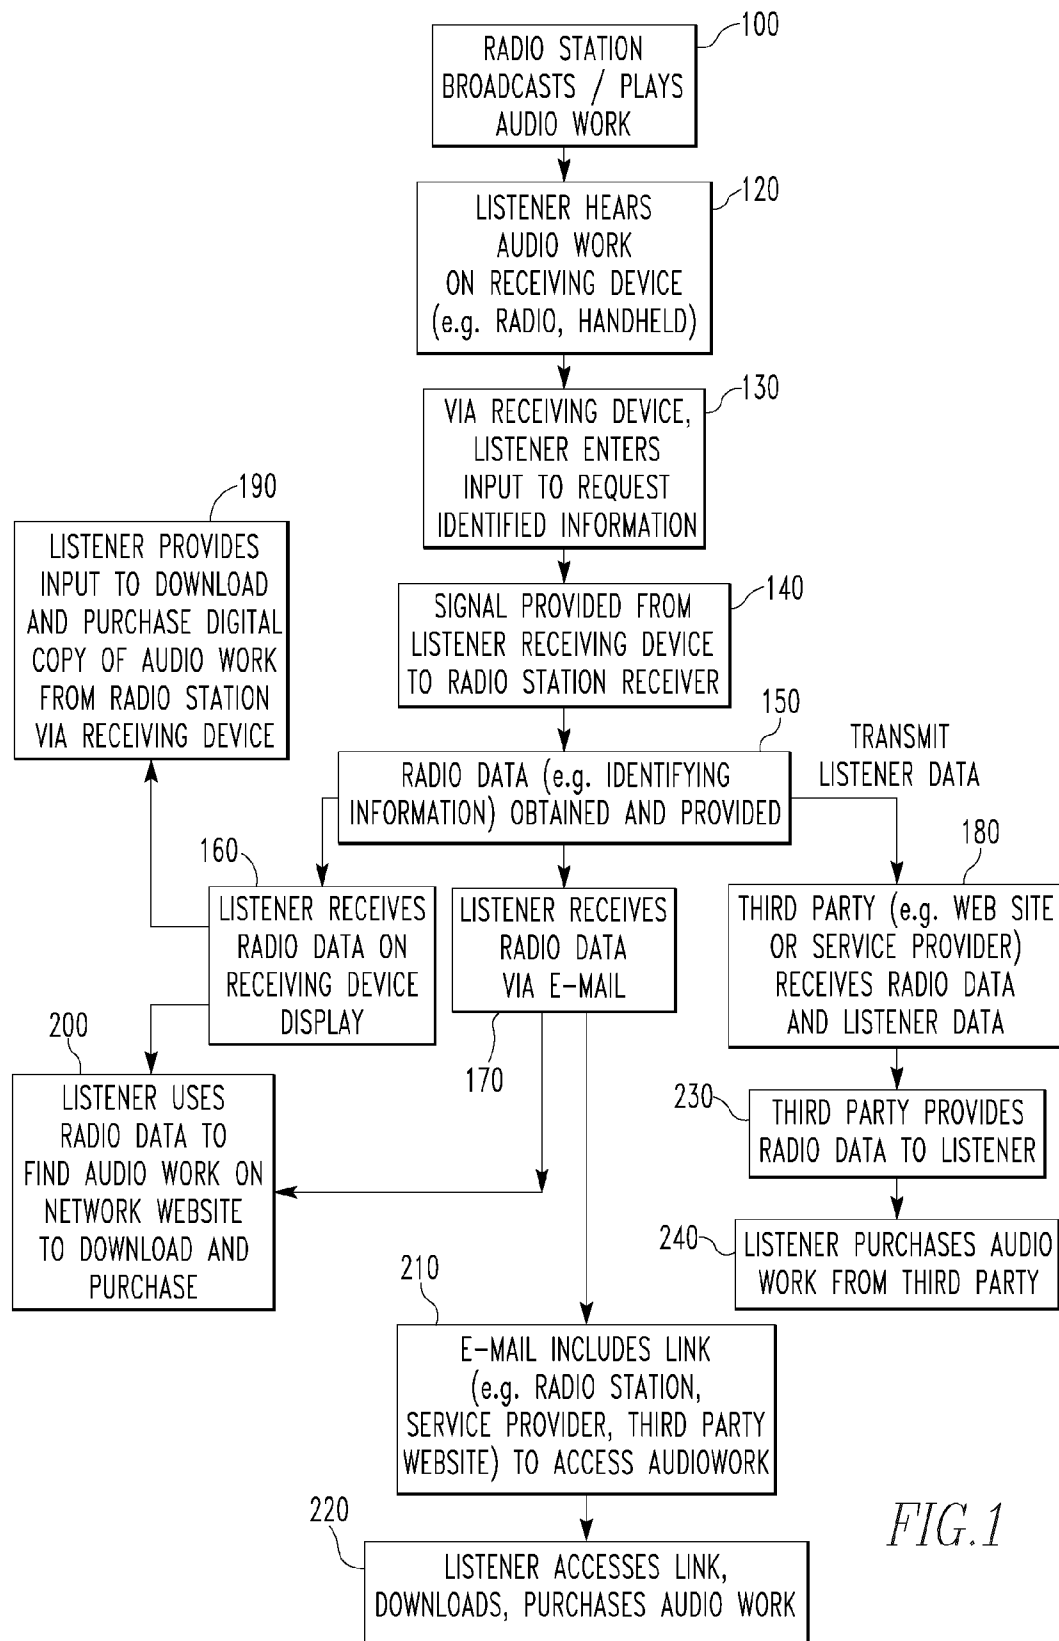 100
RADIO STATION
BROADCASTS / PLAYS
AUDIO WORK
120
LISTENER HEARS
AUDIO WORK
ON RECEIVING DEVICE
(e.g. RADIO, HANDHELD)
130
VIA RECEIVING DEVICE,
LISTENER ENTERS
INPUT TO REQUEST
IDENTIFIED INFORMATION
190
LISTENER PROVIDES
INPUT TO DOWNLOAD
AND PURCHASE DIGITAL
COPY OF AUDIO WORK
FROM RADIO STATION
VIA RECEIVING DEVICE
140
SIGNAL PROVIDED FROM
LISTENER RECEIVING DEVICE
TO RADIO STATION RECEIVER
150
RADIO DATA (e.g. IDENTIFYING
INFORMATION) OBTAINED AND PROVIDED
TRANSMIT
LISTENER DATA
160
LISTENER RECEIVES
RADIO DATA ON
RECEIVING DEVICE
DISPLAY
LISTENER RECEIVES
RADIO DATA
VIA E-MAIL
170
180
THIRD PARTY (e.g. WEB SITE
OR SERVICE PROVIDER)
RECEIVES RADIO DATA
AND LISTENER DATA
200
LISTENER USES
RADIO DATA TO
FIND AUDIO WORK ON
NETWORK WEBSITE
TO DOWNLOAD AND
PURCHASE
230
THIRD PARTY PROVIDES
RADIO DATA TO LISTENER
240
LISTENER PURCHASES AUDIO
WORK FROM THIRD PARTY
210
E-MAIL INCLUDES LINK
(e.g. RADIO STATION,
SERVICE PROVIDER, THIRD PARTY
WEBSITE) TO ACCESS AUDIOWORK
220
LISTENER ACCESSES LINK,
DOWNLOADS, PURCHASES AUDIO WORK
FIG.1